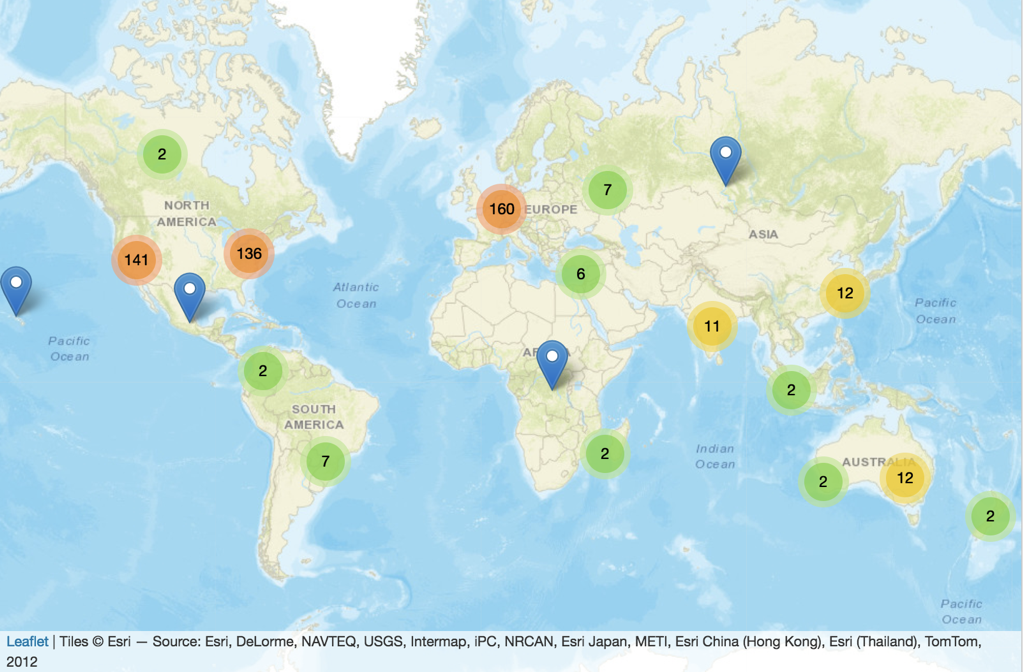 2
NORTH
AMERICA
160
EUROPE
7
ASIA
141
136
6
12
Atlantic
Ocean
Pacific
Ocean
11
Pacific
Ocean
2
2
SOUTH
AMERICA
7
2
Indian
Ocean
AUSTRALIA
2
12
2
Pacific
Ocean
Leaflet | Tiles © Esri — Source: Esri, DeLorme, NAVTEQ, USGS, Intermap, iPC, NRCAN, Esri Japan, METI, Esri China (Hong Kong), Esri (Thailand), TomTom,
2012